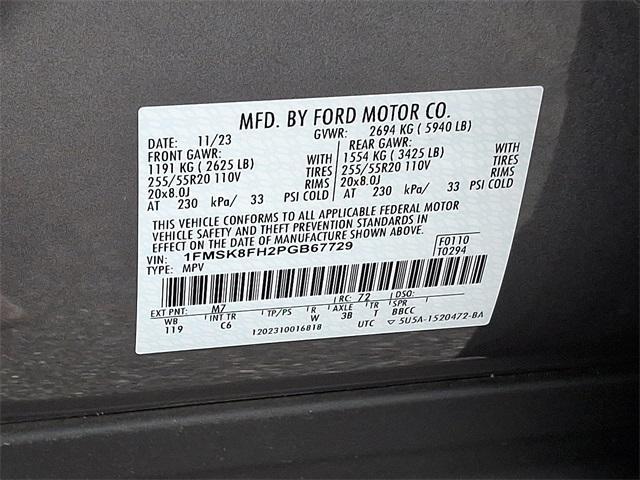 MFD. BY FORD MOTOR CO.
DATE: 11/23 GVWR: 2694 KG ( 5940 LB)
FRONT GAWR: REAR GAWR:
1191 KG ( 2625 LB) WITH 1554 KG ( 3425 LB) WITH
255/55R20 110V TIRES 255/55R20 110V TIRES
20x8.0J RIMS 20x8.0J RIMS
AT 230 kPa/ 33 PSI COLD AT 230 kPa/ 33 PSI COLD
THIS VEHICLE CONFORMS TO ALL APPLICABLE FEDERAL MOTOR
VEHICLE SAFETY AND THEFT PREVENTION STANDARDS
IN EFFECT ON THE DATE OF MANUFACTURE SHOWN ABOVE.
VIN: 1FMSK8FH2PGB67729 F0110
TYPE: MPV T0294
EXT PNT: M7 RC: 72 DSO:
WB INT TR TP/PS R AXLE TR SPR
119 C6 W 3B T BBCC
1202310016818 UTC ▽ 5U5A-1520472-BA